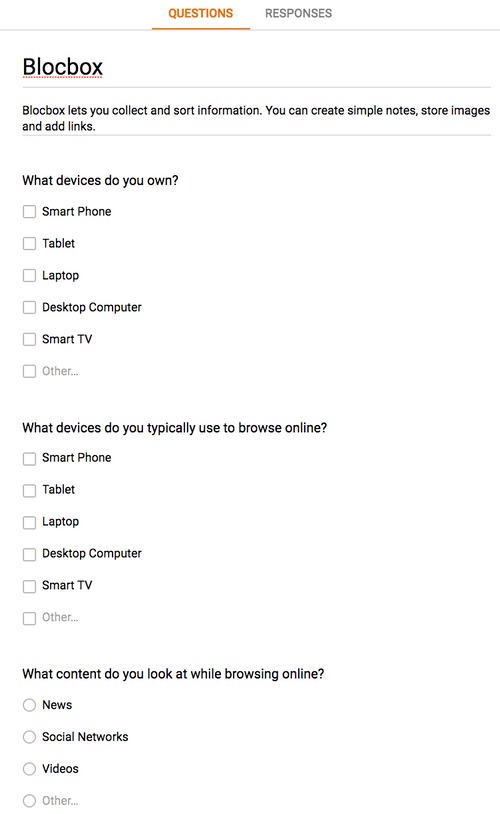 QUESTIONS RESPONSES
Blocbox
Blocbox lets you collect and sort information. You can create simple notes, store images
and add links.
What devices do you own?
Smart Phone
Tablet
Laptop
Desktop Computer
Smart TV
Other...
What devices do you typically use to browse online?
Smart Phone
Tablet
Laptop
Desktop Computer
Smart TV
Other...
What content do you look at while browsing online?
News
Social Networks
Videos
Other...